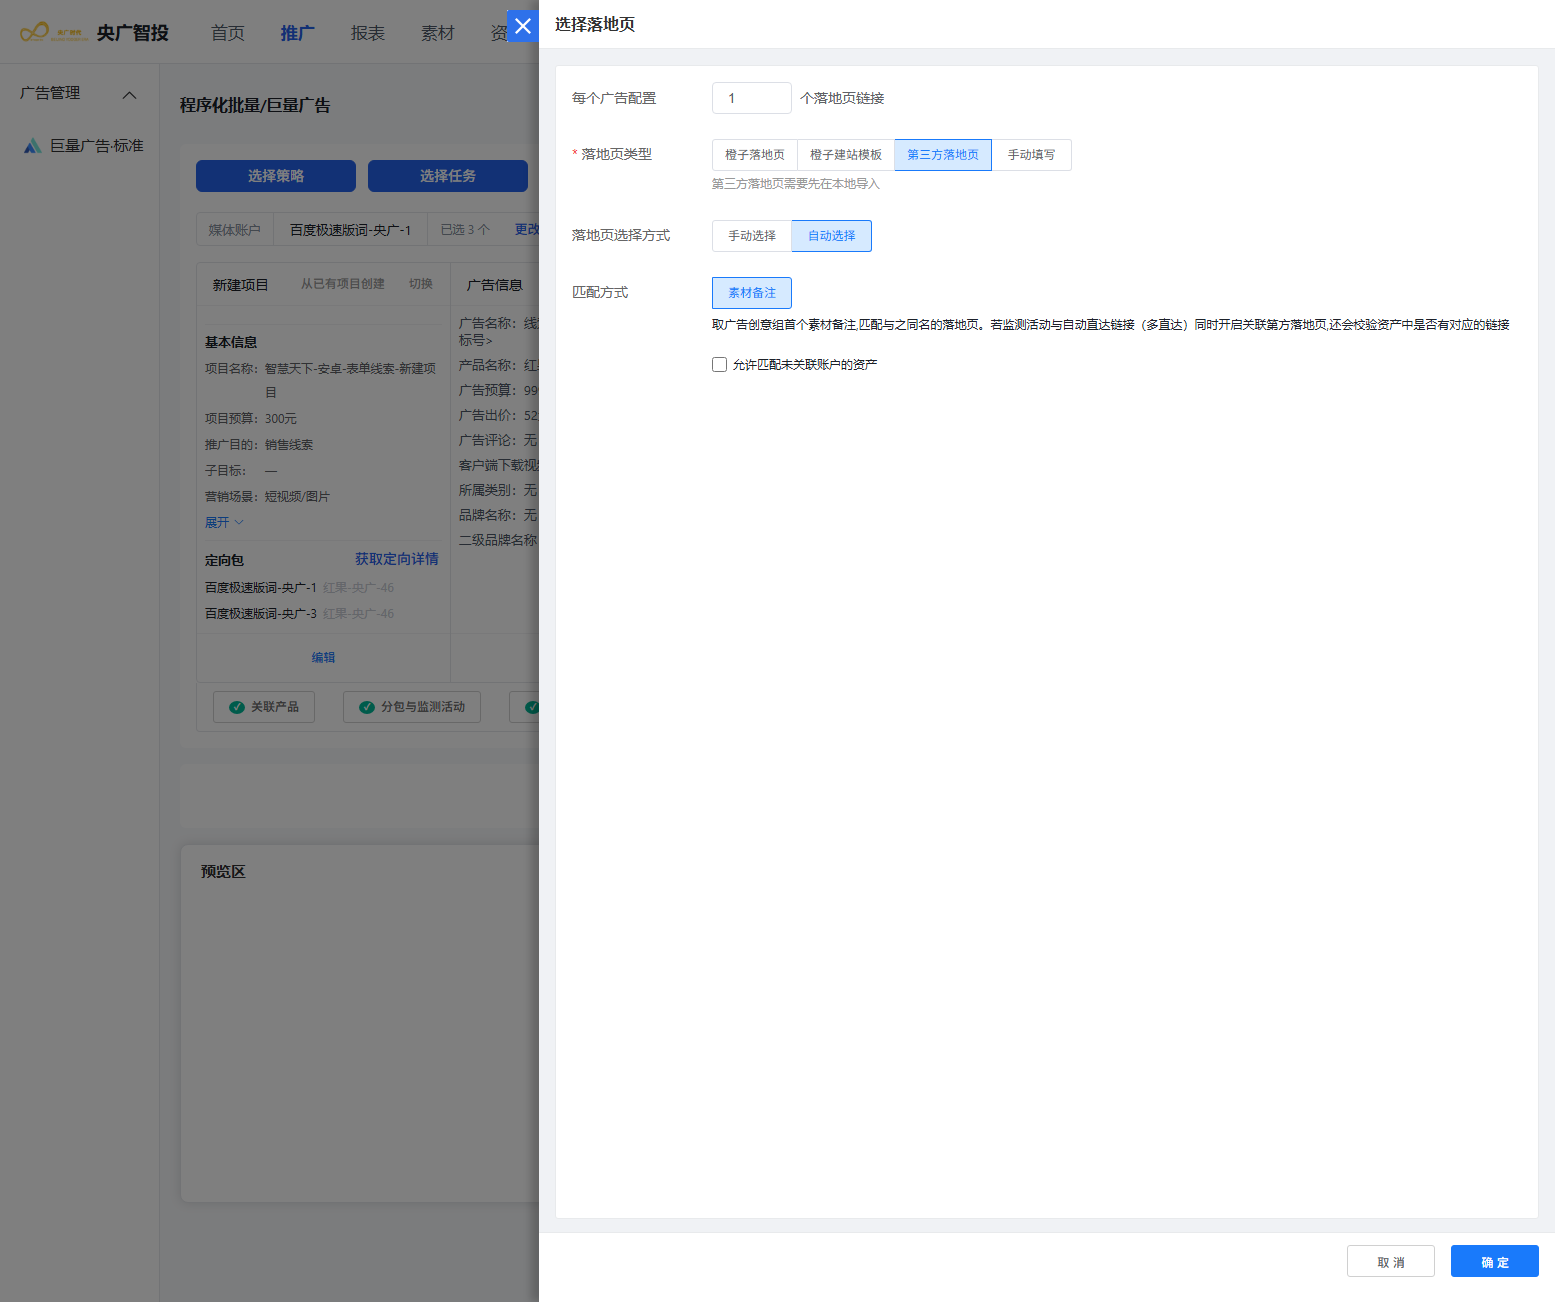 央广智投
首页
推广
报表
素材
资
选择落地页
广告管理
巨量广告·标准
程序化批量/巨量广告
选择策略
选择任务
媒体账户
百度极速版词-央广-1
已选 3 个
更改
新建项目
从已有项目创建
切换
广告信息
基本信息
项目名称：
智慧天下-安卓-表单线索-新建项目
项目预算：
300元
推广目的：
销售线索
子目标：
—
营销场景：
短视频/图片
展开
定向包
获取定向详情
百度极速版词-央广-1 红果-央广-46
百度极速版词-央广-3 红果-央广-46
编辑
广告名称：
标号>
产品名称：
广告预算：99
广告出价：52
广告评论：无
客户端下载视
所属类别：无
品牌名称：无
二级品牌名称
关联产品
分包与监测活动
预览区
每个广告配置
1
个落地页链接
* 落地页类型
橙子落地页
橙子建站模板
第三方落地页
手动填写
第三方落地页需要先在本地导入
落地页选择方式
手动选择
自动选择
匹配方式
素材备注
取广告创意组首个素材备注,匹配与之同名的落地页。若监测活动与自动直达链接（多直达）同时开启关联第方落地页,还会校验资产中是否有对应的链接
允许匹配未关联账户的资产
取 消
确 定